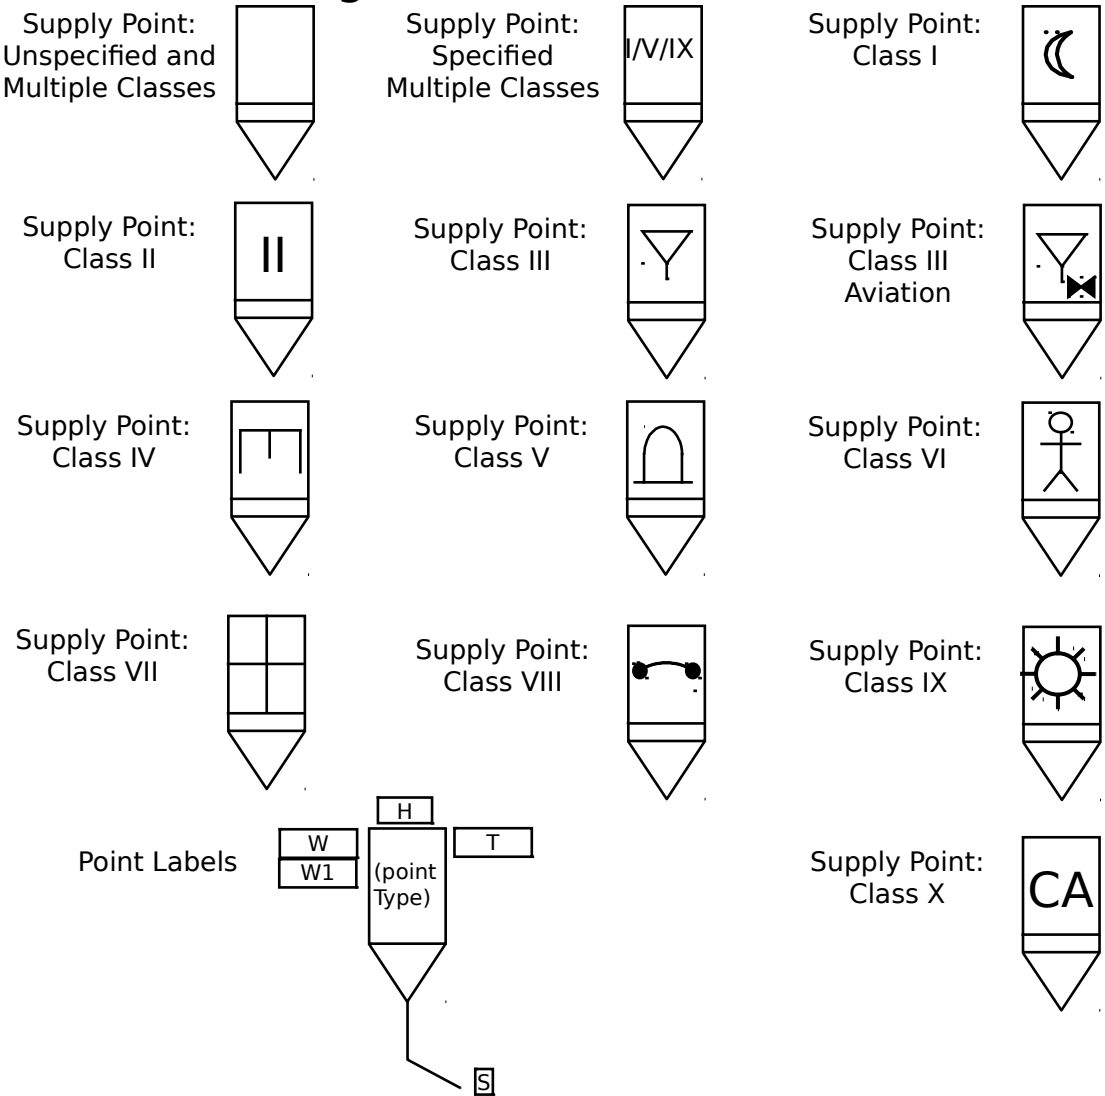 Supply Point:
Unspecified and
Multiple Classes
Supply Point:
Specified
Multiple Classes
I/V/IX
Supply Point:
Class I
Supply Point:
Class II
II
Supply Point:
Class III
Supply Point:
Class III
Aviation
Supply Point:
Class IV
Supply Point:
Class V
Supply Point:
Class VI
Supply Point:
Class VII
Supply Point:
Class VIII
Supply Point:
Class IX
Point Labels
H
W
W1
(point
Type)
T
S
Supply Point:
Class X
CA